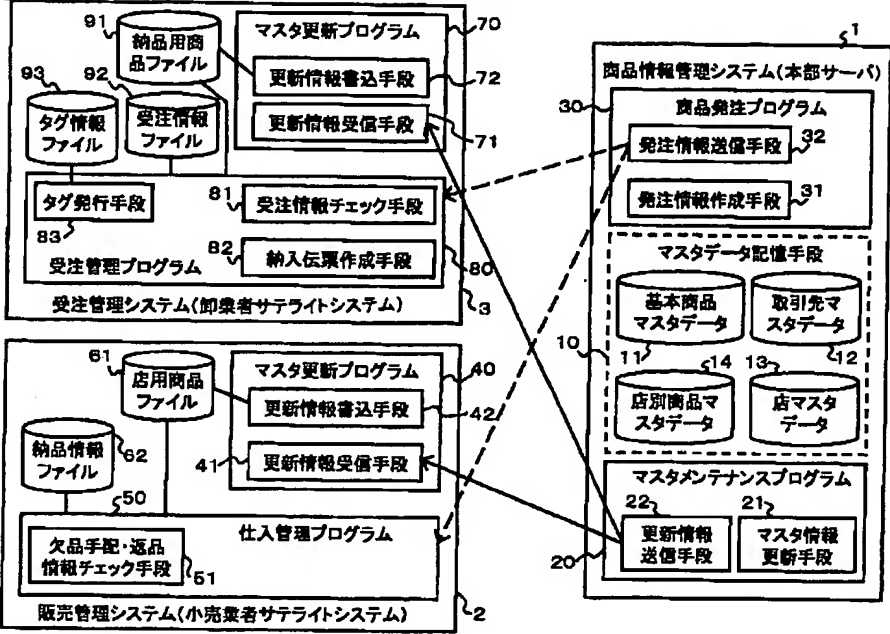 91
納品用商
品ファイル
93
92
タグ情報
ファイル
受注情報
ファイル
マスタ更新プログラム
70
更新情報書込手段
72
更新情報受信手段
71
タグ発行手段
83
81
受注情報チェック手段
82
納入伝票作成手段
80
受注管理プログラム
受注管理システム(卸業者サテライトシステム)
3
61
店用商品
ファイル
納品情報
ファイル
62
マスタ更新プログラム
40
更新情報書込手段
42
41
更新情報受信手段
50
仕入管理プログラム
欠品手配・返品
情報チェック手段
51
販売管理システム(小売業者サテライトシステム)
2
1
商品情報管理システム(本部サーバ)
30
商品発注プログラム
発注情報送信手段
32
発注情報作成手段
31
マスタデータ記憶手段
基本商品
マスタデータ
取引先マ
スタデータ
10
11
12
14
13
店別商品マ
スタデータ
店マスタ
データ
マスタメンテナンスプログラム
22
21
更新情報
送信手段
マスタ情報
更新手段
20